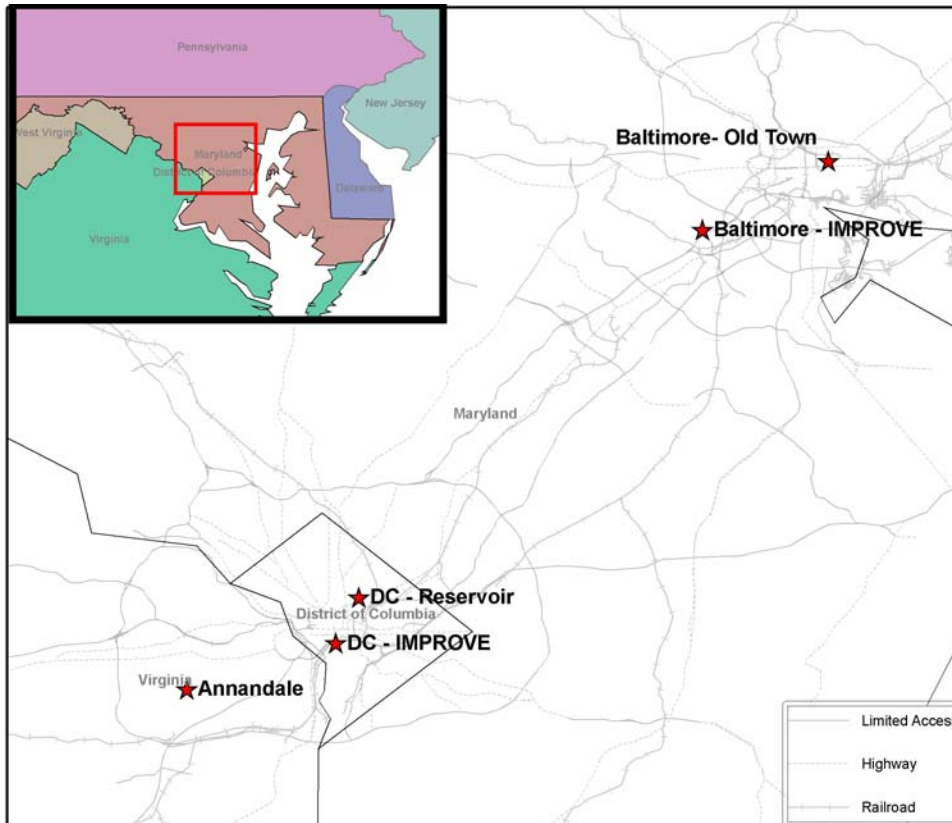 Pennsylvania
New Jersey
West Virginia
Maryland
District of Columbia
Delaware
Virginia
Baltimore- Old Town
Baltimore - IMPROVE
Maryland
DC - Reservoir
District of Columbia
DC - IMPROVE
Virginia
Annandale
Limited Acces
Highway
Railroad